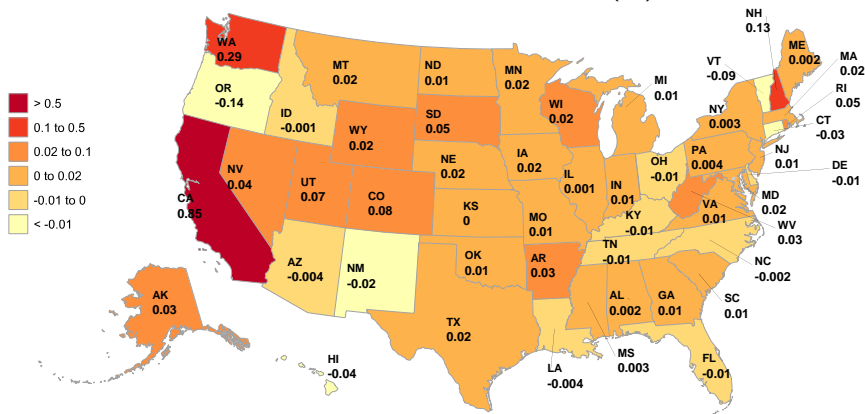 NH
0.13
WA
0.29
MT
0.02
ND
0.01
MN
0.02
MI
0.01
VT
-0.09
ME
0.002
MA
0.02
RI
0.05
CT
-0.03
OR
-0.14
ID
-0.001
SD
0.05
WI
0.02
NY
0.003
WY
0.02
> 0.5
0.1 to 0.5
0.02 to 0.1
0 to 0.02
-0.01 to 0
< -0.01
NV
0.04
UT
0.07
CO
0.08
NE
0.02
IA
0.02
IL
0.001
IN
0.01
OH
-0.01
PA
0.004
NJ
0.01
DE
-0.01
MD
0.02
CA
0.85
KS
0
MO
0.01
KY
-0.01
VA
0.01
WV
0.03
AZ
-0.004
NM
-0.02
OK
0.01
AR
0.03
TN
-0.01
NC
-0.002
AK
0.03
TX
0.02
AL
0.002
GA
0.01
SC
0.01
HI
-0.04
LA
-0.004
MS
0.003
FL
-0.01